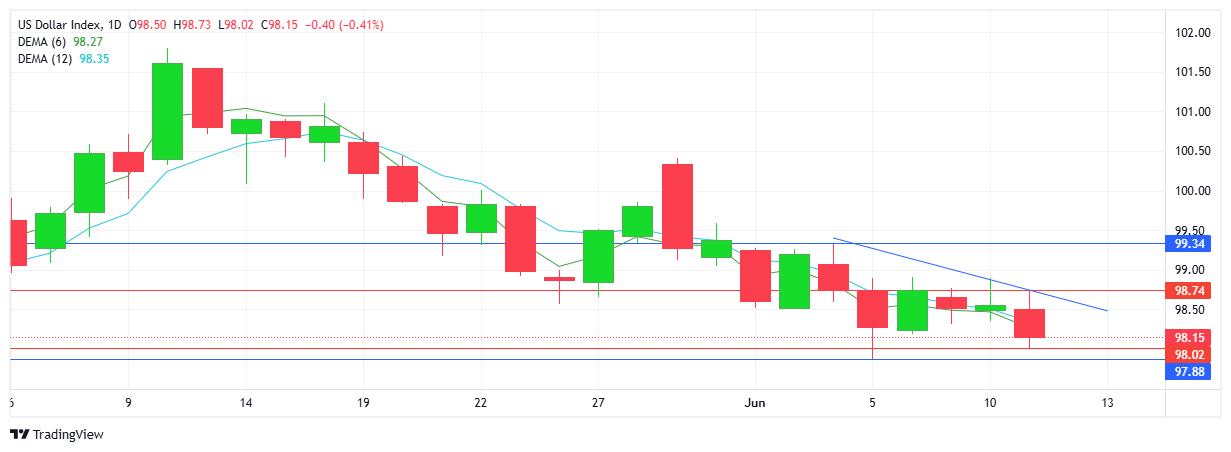 US Dollar Index, 1D O98.50 H98.73 L98.02 C98.15 −0.40 (−0.41%)
DEMA (6) 98.27
DEMA (12) 98.35
102.00
101.50
101.00
100.50
100.00
99.50
99.34
99.00
98.74
98.50
98.15
98.02
97.88
6 9 14 19 22 27 Jun 5 10 13
TradingView